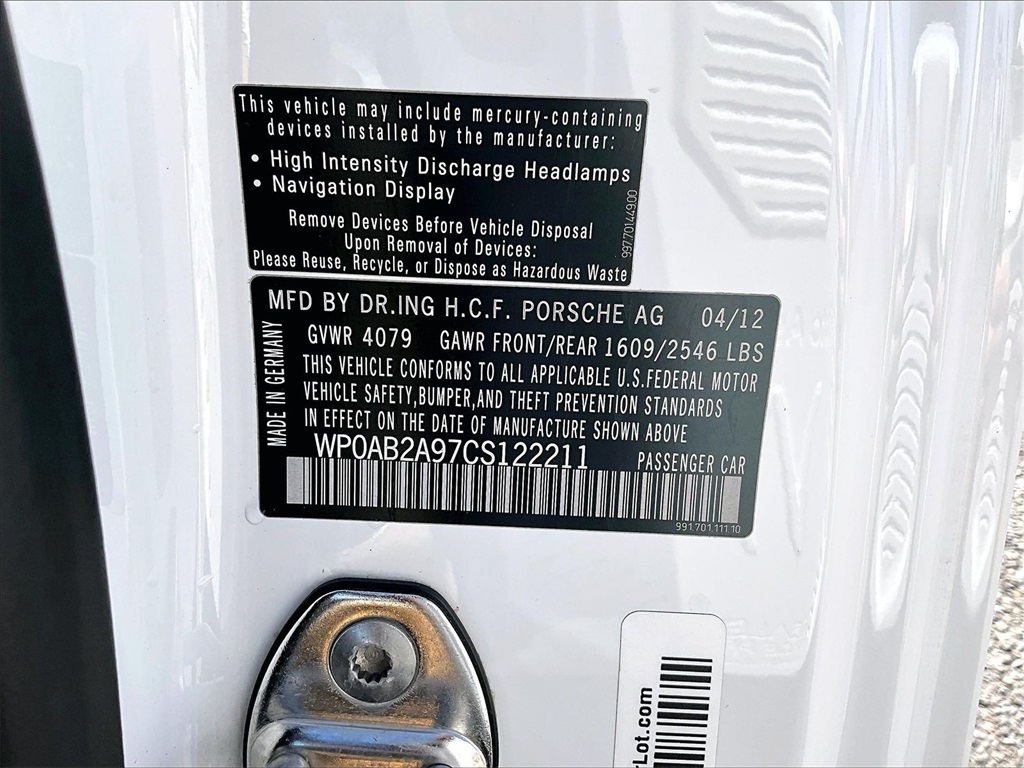 This vehicle may include mercury-containing
devices installed by the manufacturer:
• High Intensity Discharge Headlamps
• Navigation Display
Remove Devices Before Vehicle Disposal
Upon Removal of Devices:
Please Reuse, Recycle, or Dispose as Hazardous Waste
997.701.449.00
MFD BY DR.ING H.C.F. PORSCHE AG 04/12
GVWR 4079 GAWR FRONT/REAR 1609/2546 LBS
THIS VEHICLE CONFORMS TO ALL APPLICABLE U.S.FEDERAL MOTOR
VEHICLE SAFETY,BUMPER,AND THEFT PREVENTION STANDARDS
IN EFFECT ON THE DATE OF MANUFACTURE SHOWN ABOVE
MADE IN GERMANY
WP0AB2A97CS122211 PASSENGER CAR
991.701.111.10
Lot.com